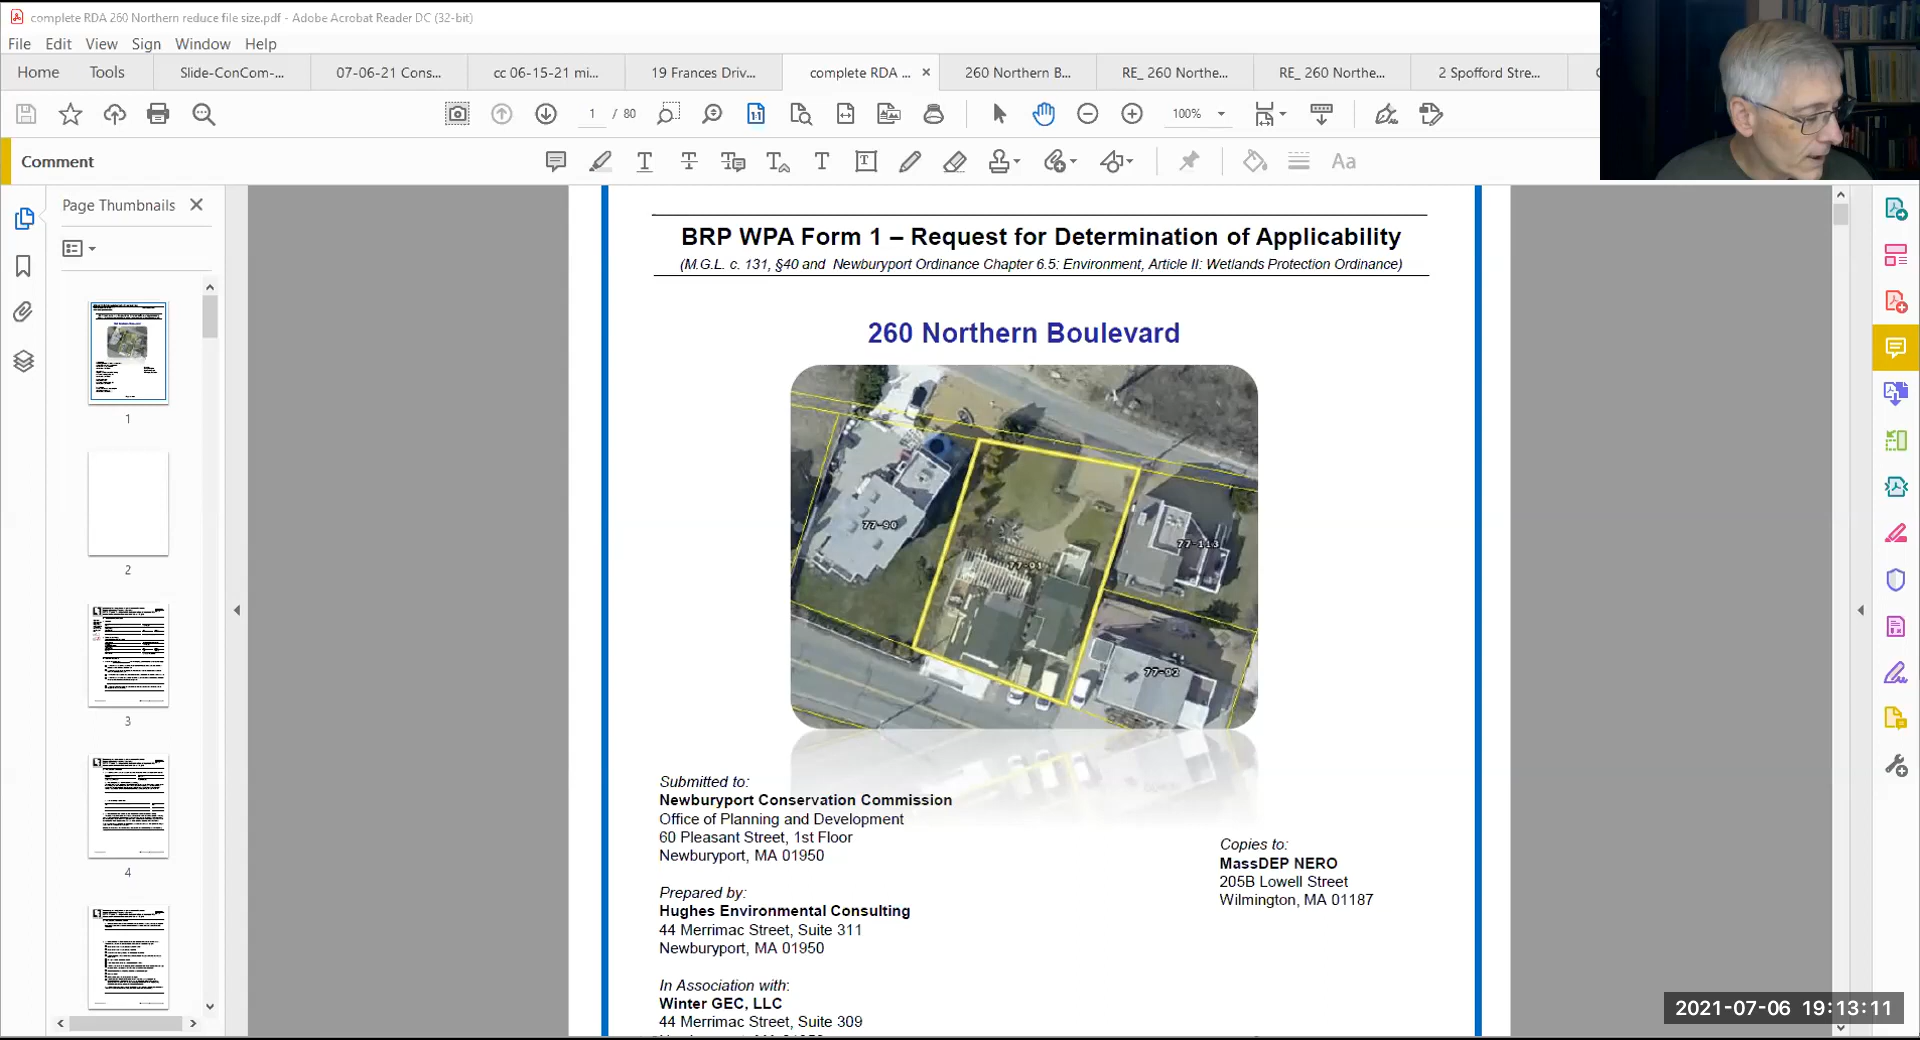 complete RDA 260 Northern reduce file size.pdf - Adobe Acrobat Reader DC (32-bit)
File Edit View Sign Window Help
Home Tools Slide-ConCom-... 07-06-21 Cons... cc 06-15-21 mi... 19 Frances Driv... complete RDA ... × 260 Northern B... RE_ 260 Northe... RE_ 260 Northe... 2 Spofford Stre...
1 / 80 100%
Comment
Page Thumbnails
1
2
3
4
BRP WPA Form 1 – Request for Determination of Applicability
(M.G.L. c. 131, §40 and Newburyport Ordinance Chapter 6.5: Environment, Article II: Wetlands Protection Ordinance)
260 Northern Boulevard
77-90
77-113
77-91
77-92
Submitted to:
Newburyport Conservation Commission
Office of Planning and Development
60 Pleasant Street, 1st Floor
Newburyport, MA 01950
Copies to:
MassDEP NERO
205B Lowell Street
Wilmington, MA 01187
Prepared by:
Hughes Environmental Consulting
44 Merrimac Street, Suite 311
Newburyport, MA 01950
In Association with:
Winter GEC, LLC
44 Merrimac Street, Suite 309
2021-07-06 19:13:11